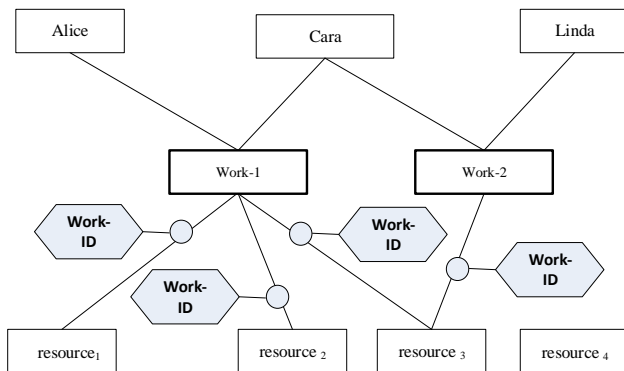 Alice
Cara
Linda
Work-1
Work-2
Work-
ID
Work-
ID
Work-
ID
Work-
ID
resource1
resource 2
resource 3
resource 4